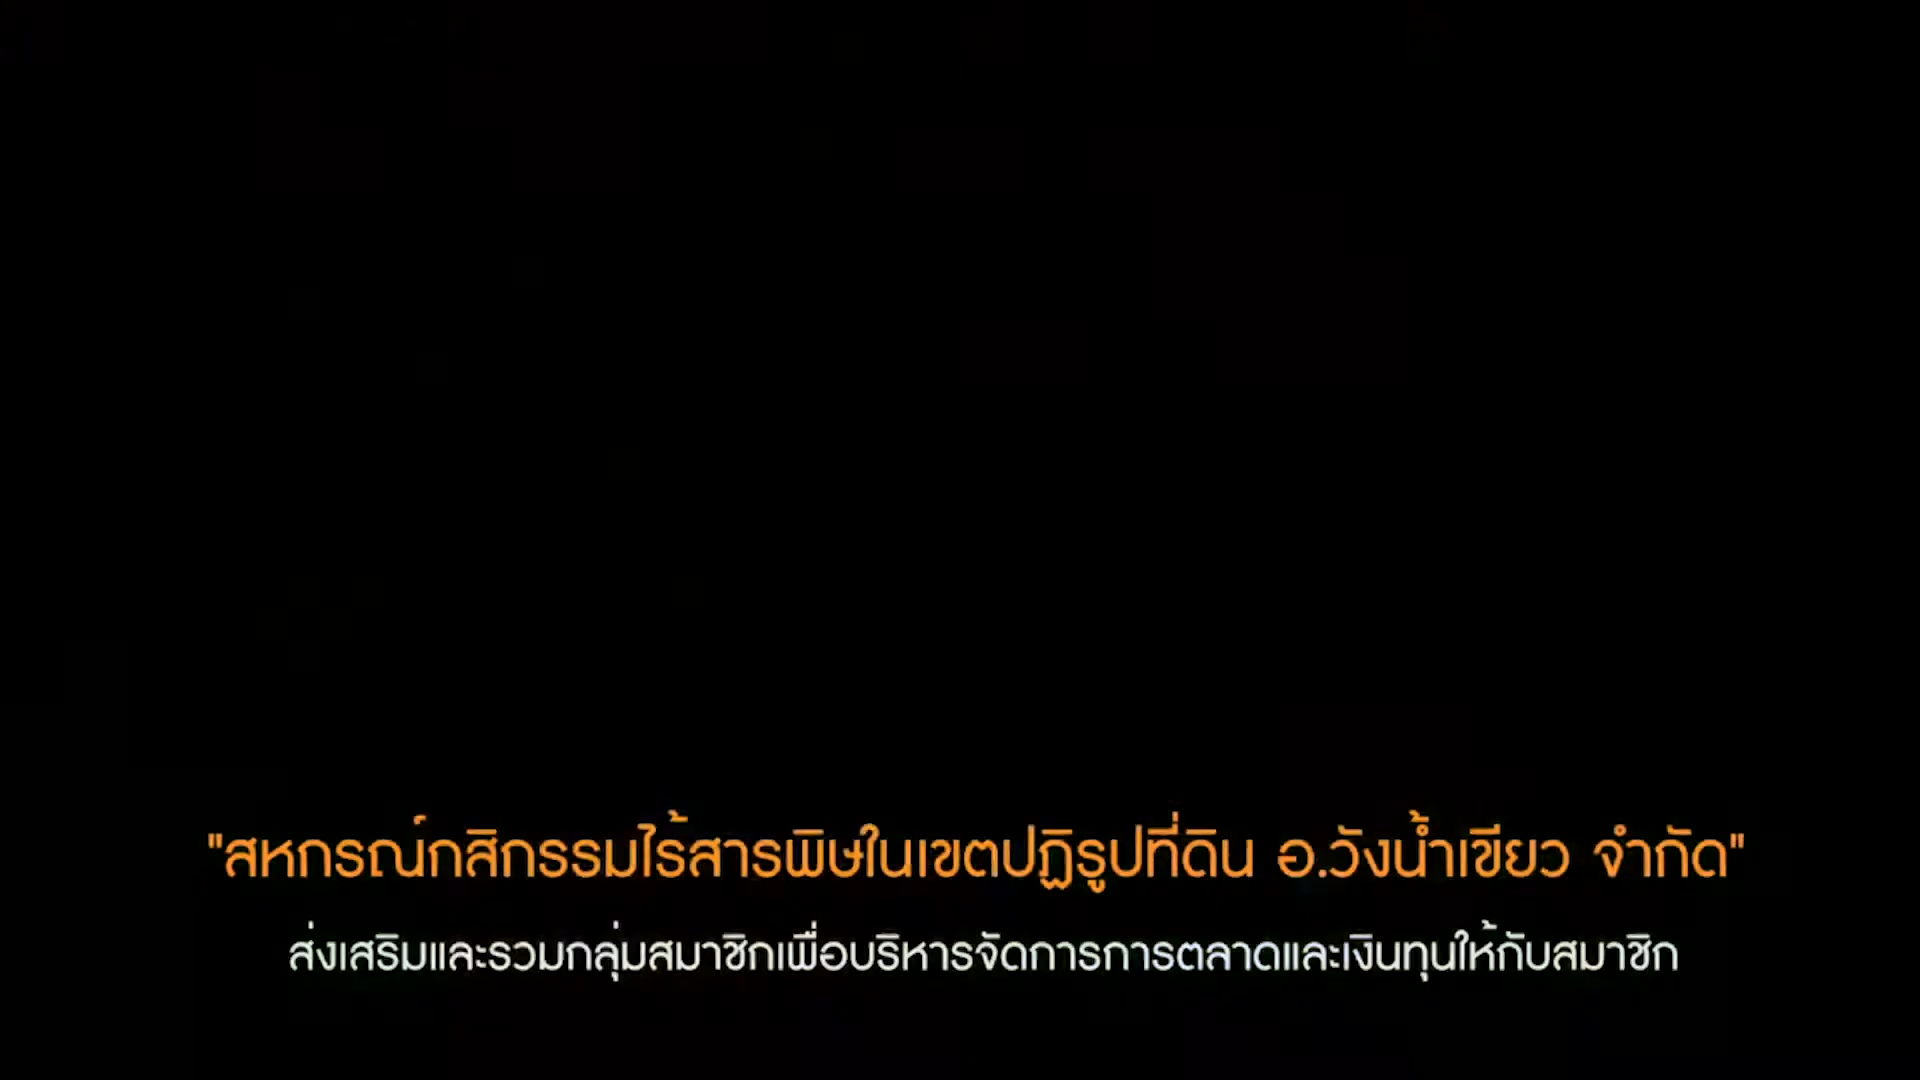 "สหกรณ์กสิกรรมไร้สารพิษในเขตปฏิรูปที่ดิน อ.วังน้ำเขียว จำกัด"
ส่งเสริมและรวมกลุ่มสมาชิกเพื่อบริหารจัดการการตลาดและเงินทุนให้กับสมาชิก